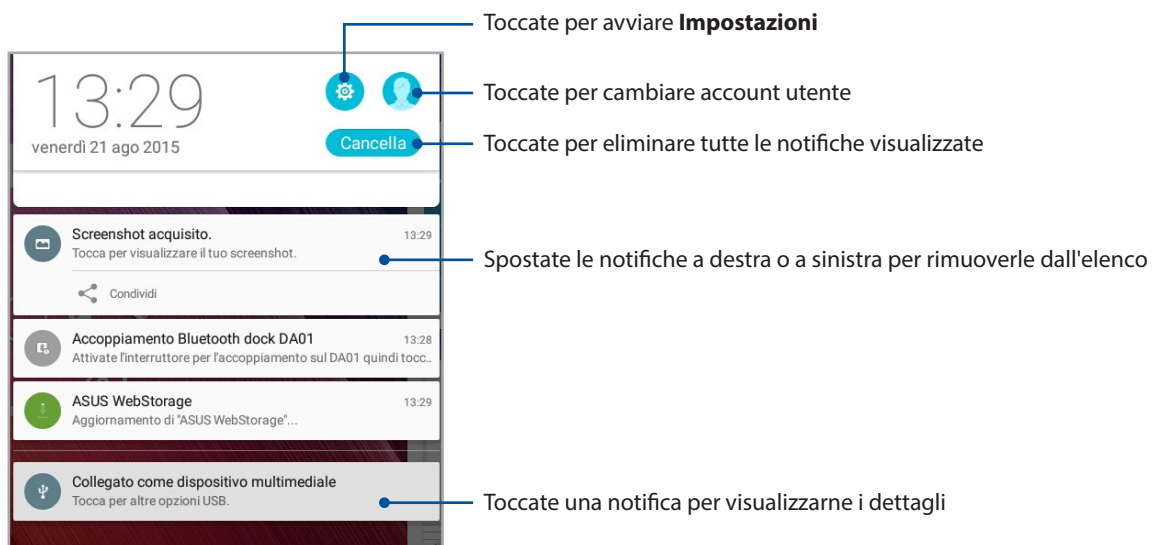 Toccate per avviare Impostazioni
13:29
Toccate per cambiare account utente
venerdì 21 ago 2015
Cancella
Toccate per eliminare tutte le notifiche visualizzate
Screenshot acquisito.
13:29
Tocca per visualizzare il tuo screenshot.
Spostate le notifiche a destra o a sinistra per rimuoverle dall'elenco
Condividi
Accoppiamento Bluetooth dock DA01
13:28
Attivate l'interruttore per l'accoppiamento sul DA01 quindi tocc..
ASUS WebStorage
13:29
Aggiornamento di "ASUS WebStorage"...
Collegato come dispositivo multimediale
Tocca per altre opzioni USB.
Toccate una notifica per visualizzarne i dettagli